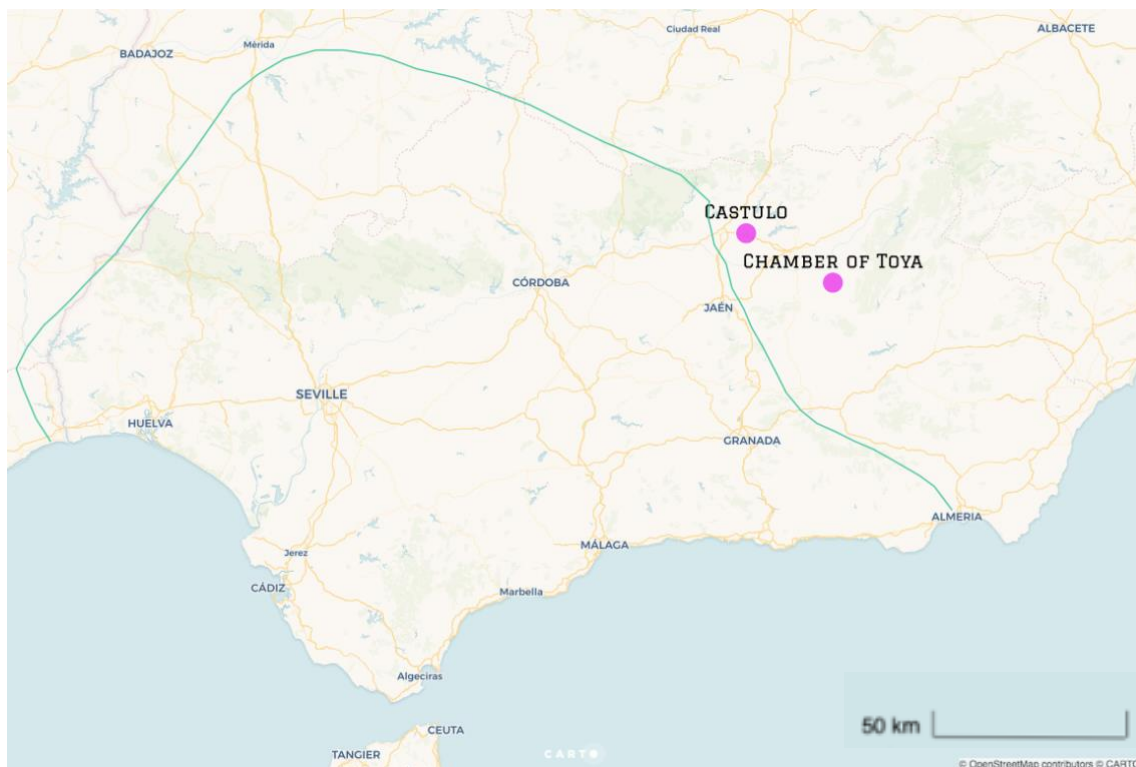 Ciudad Real
ALBACETE
Mérida
BADAJOZ
CASTULO
CHAMBER OF TOYA
CÓRDOBA
JAÉN
SEVILLE
HUELVA
GRANADA
ALMERIA
MÁLAGA
Jerez
CÁDIZ
Marbella
Algeciras
50 km
CEUTA
TANGIER
CARTO
© OpenStreetMap contributors © CARTO